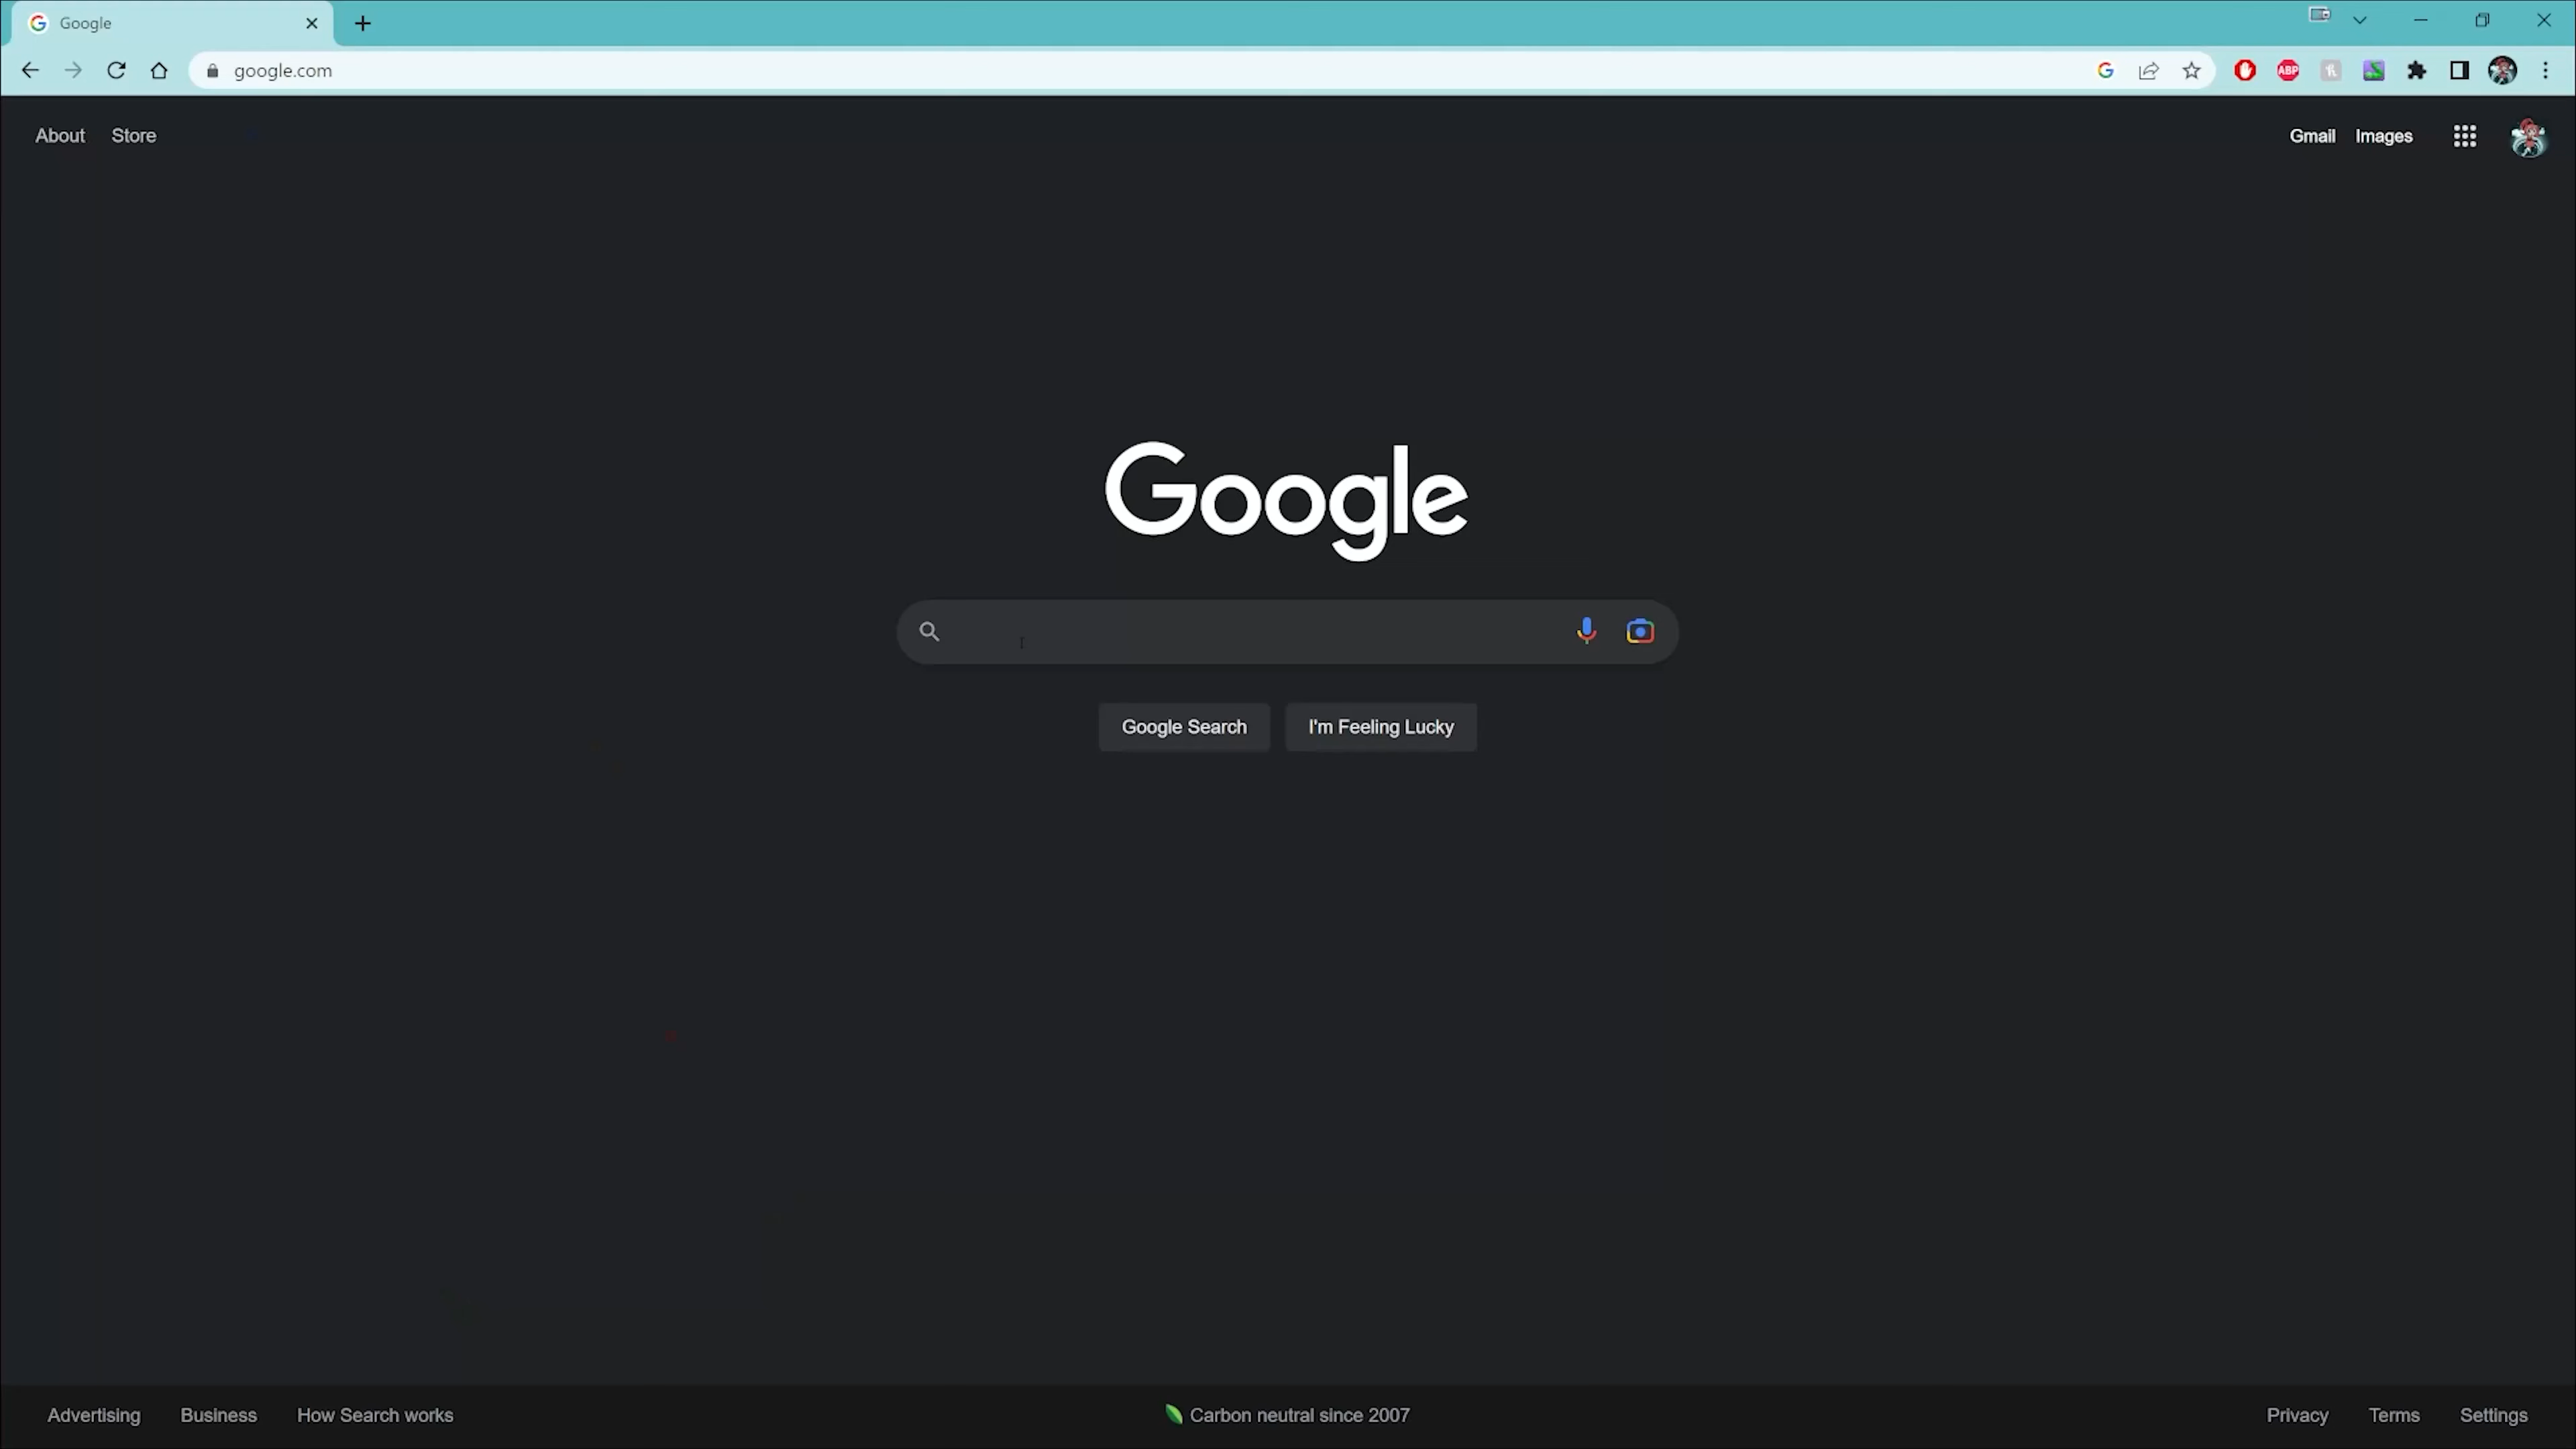 Google
google.com
ABP
About Store
Gmail Images
Google
Google Search I'm Feeling Lucky
Advertising Business How Search works
Carbon neutral since 2007
Privacy Terms Settings